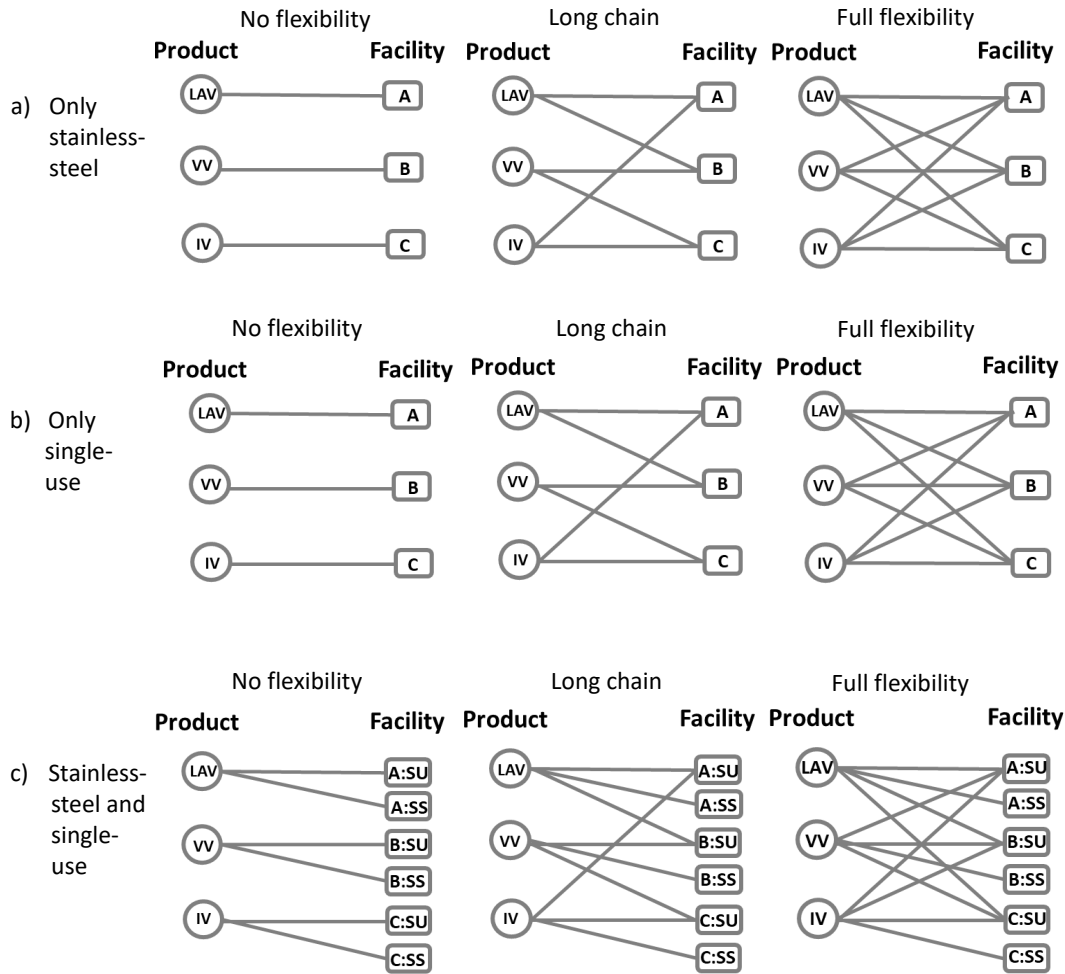 No flexibility Long chain Full flexibility
Product Facility Product Facility Product Facility
a) Only
stainless-
steel
LAV A LAV A LAV A
VV B VV B VV B
IV C IV C IV C
No flexibility Long chain Full flexibility
Product Facility Product Facility Product Facility
b) Only
single-
use
LAV A LAV A LAV A
VV B VV B VV B
IV C IV C IV C
No flexibility Long chain Full flexibility
Product Facility Product Facility Product Facility
c) Stainless-
steel and
single-
use
LAV A:SU LAV A:SU LAV A:SU
A:SS A:SS A:SS
VV B:SU VV B:SU VV B:SU
B:SS B:SS B:SS
IV C:SU IV C:SU IV C:SU
C:SS C:SS C:SS